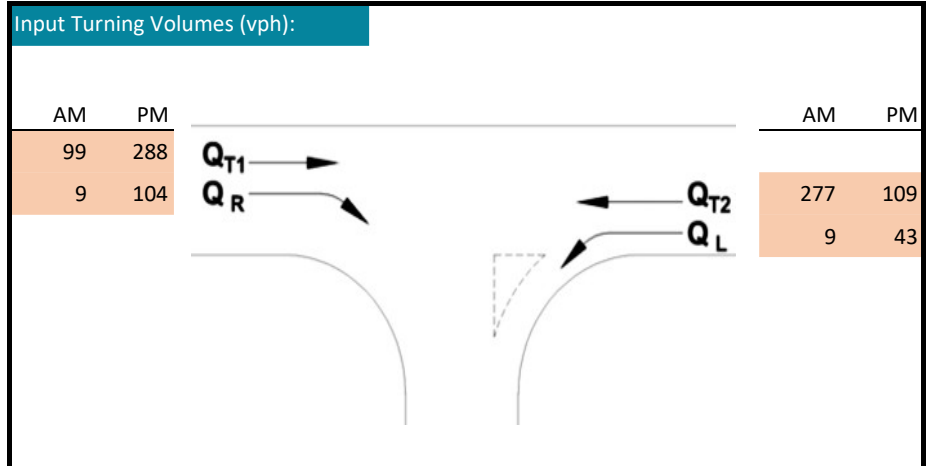 Input Turning Volumes (vph):
AM PM AM PM
99 288 QT1
9 104 QR QT2 277 109
QL 9 43